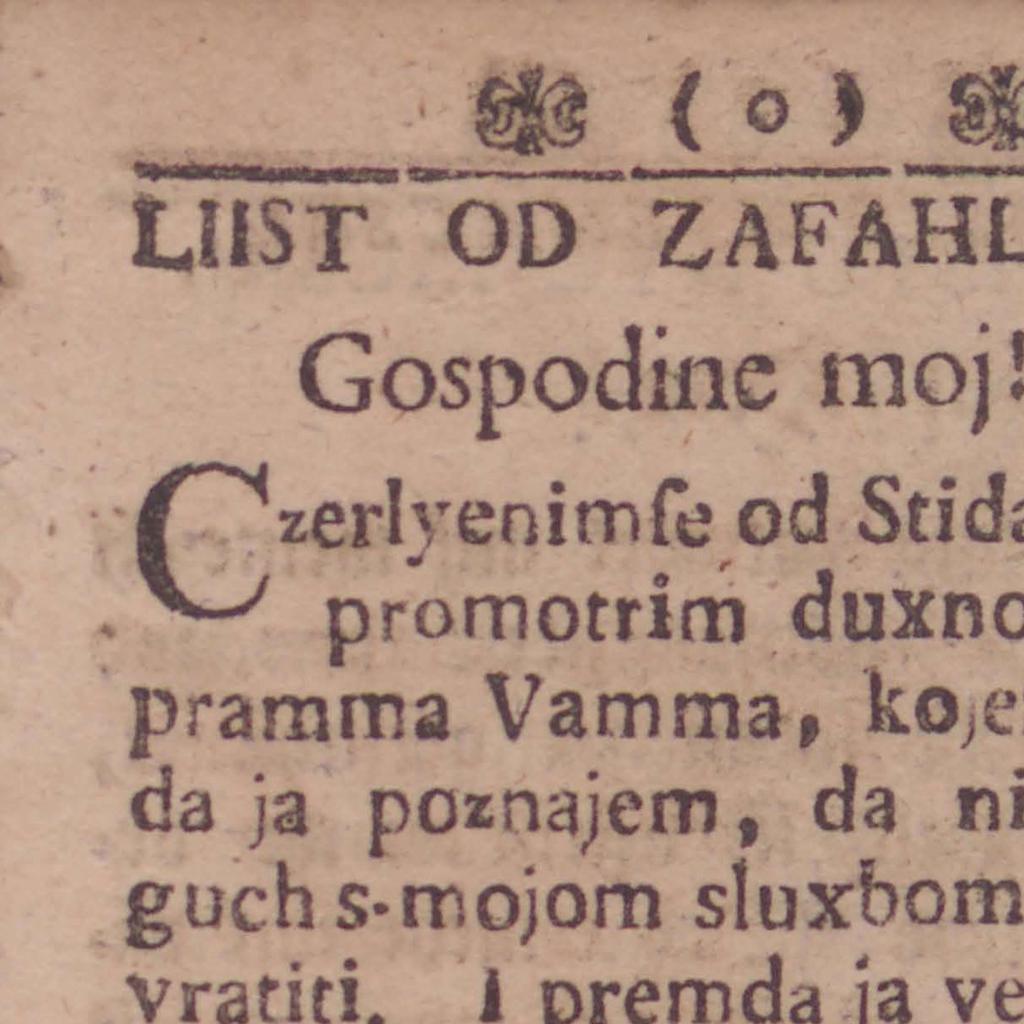 ( o )
LIIST OD ZAFAHL
Gospodine moj!
Czerlyenimſe od Stida
promotrim duxno
pramma Vamma, kojem
da ja poznajem, da ni
guch s-mojom sluxbom
vratiti. I premda ja ve